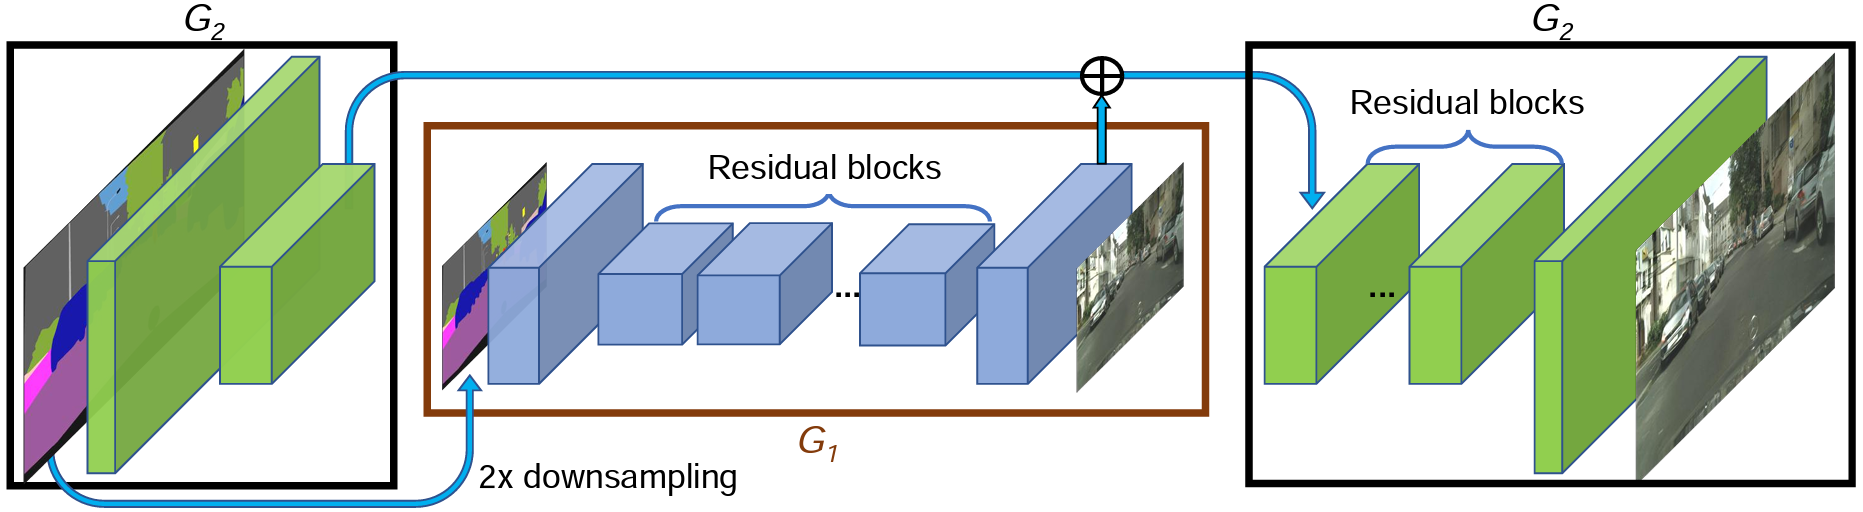 G2
G2
Residual blocks
Residual blocks
...
...
G1
2x downsampling